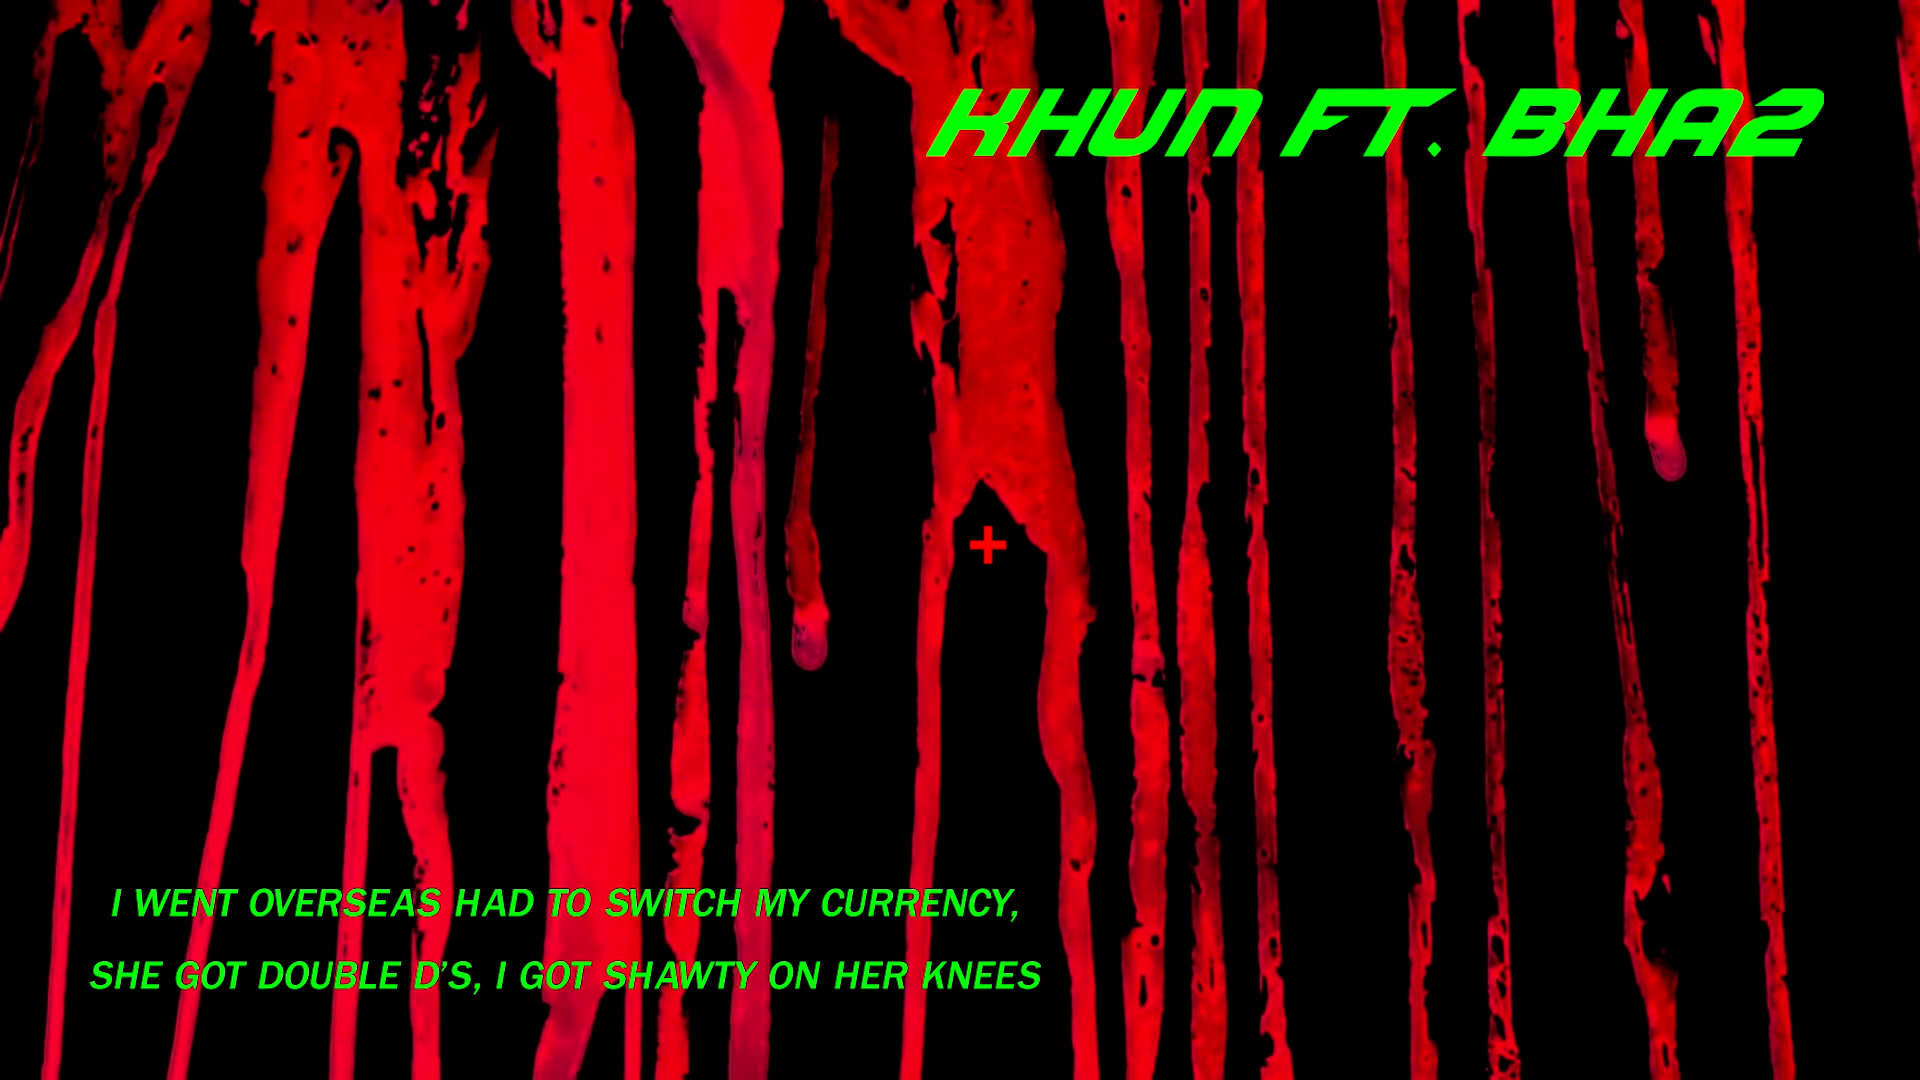 KHUN FT. BHA2
I WENT OVERSEAS HAD TO SWITCH MY CURRENCY,
SHE GOT DOUBLE D'S, I GOT SHAWTY ON HER KNEES